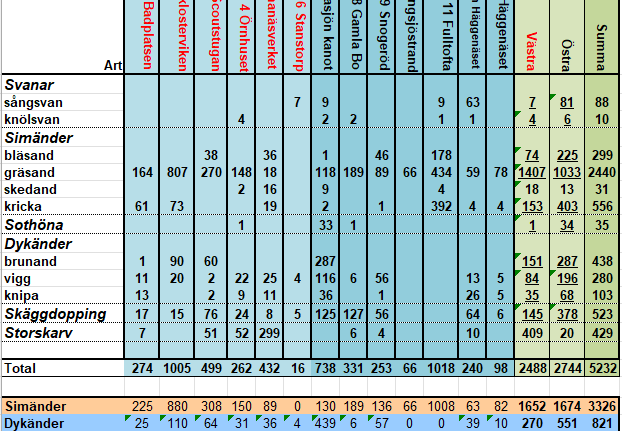 Art Badplatsen klosterviken Scoutstugan 4 Örnhuset nanäsverket 6 Stanstorp asjön kanot 8 Gamla Bo 9 Snogeröd ngsjöstrand 11 Fulltofta n Häggenäset Häggenäset Västra Östra Summa
Svanar
sångsvan 7 9 9 63 7 81 88
knölsvan 4 2 2 1 1 4 6 10
Simänder
bläsand 38 36 1 46 178 74 225 299
gräsand 164 807 270 148 18 118 189 89 66 434 59 78 1407 1033 2440
skedand 2 16 9 4 18 13 31
kricka 61 73 19 2 1 392 4 4 153 403 556
Sothöna 1 33 1 1 34 35
Dykänder
brunand 1 90 60 287 151 287 438
vigg 11 20 2 22 25 4 116 6 56 13 5 84 196 280
knipa 13 2 9 11 36 1 26 5 35 68 103
Skäggdopping 17 15 76 24 8 5 125 127 56 64 6 145 378 523
Storskarv 7 51 52 299 6 4 10 409 20 429
Total 274 1005 499 262 432 16 738 331 253 66 1018 240 98 2488 2744 5232
Simänder 225 880 308 150 89 0 130 189 136 66 1008 63 82 1652 1674 3326
Dykänder 25 110 64 31 36 4 439 6 57 0 0 39 10 270 551 821